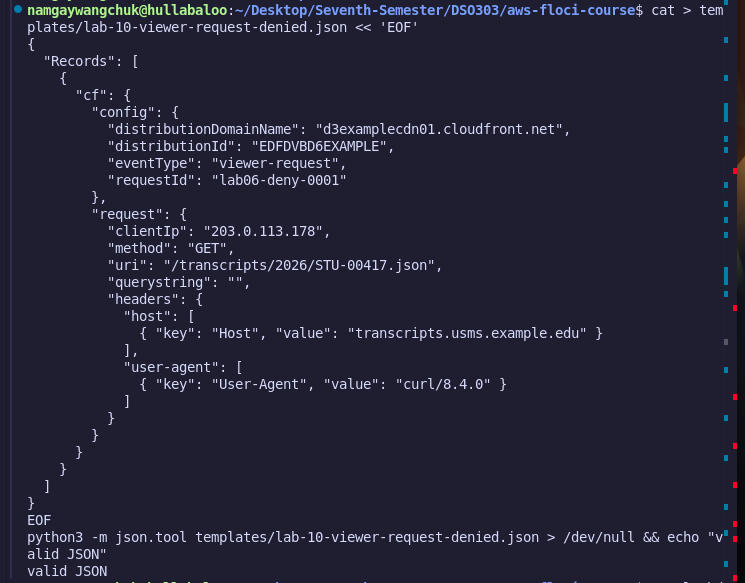 namgaywangchuk@hullabaloo:~/Desktop/Seventh-Semester/DSO303/aws-floci-course$ cat > tem
plates/lab-10-viewer-request-denied.json << 'EOF'
{
  "Records": [
    {
      "cf": {
        "config": {
          "distributionDomainName": "d3examplecdn01.cloudfront.net",
          "distributionId": "EDFDVBD6EXAMPLE",
          "eventType": "viewer-request",
          "requestId": "lab06-deny-0001"
        },
        "request": {
          "clientIp": "203.0.113.178",
          "method": "GET",
          "uri": "/transcripts/2026/STU-00417.json",
          "querystring": "",
          "headers": {
            "host": [
              { "key": "Host", "value": "transcripts.usms.example.edu" }
            ],
            "user-agent": [
              { "key": "User-Agent", "value": "curl/8.4.0" }
            ]
          }
        }
      }
    }
  ]
}
EOF
python3 -m json.tool templates/lab-10-viewer-request-denied.json > /dev/null && echo "v
alid JSON"
valid JSON